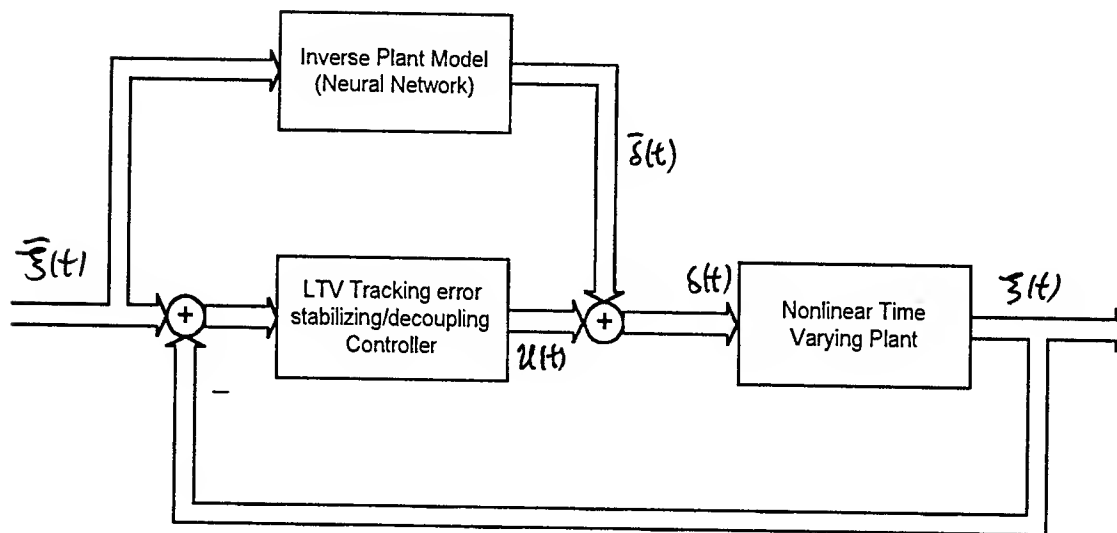 Inverse Plant Model
(Neural Network)
δ̄(t)
ξ̄(t)
+
LTV Tracking error
stabilizing/decoupling
Controller
u(t)
+
δ(t)
Nonlinear Time
Varying Plant
ξ(t)
−